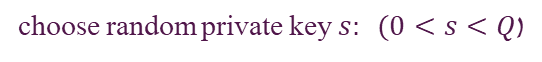 choose random private key s: (0 < s < Q)